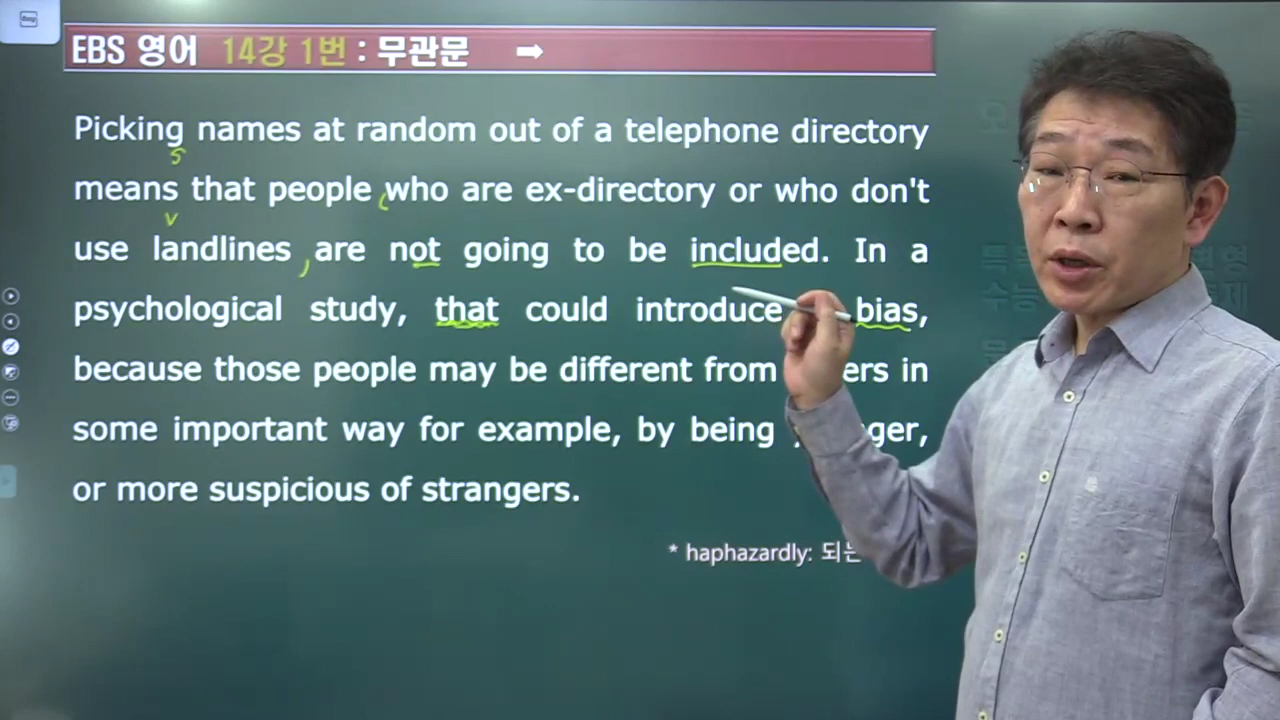 EBS 영어 14강 1번 : 무관문 ➡
Picking names at random out of a telephone directory
means that people who are ex-directory or who don't
use landlines are not going to be included. In a
psychological study, that could introduce bias,
because those people may be different from in
some important way for example, by being
or more suspicious of strangers.
* haphazardly: 되는